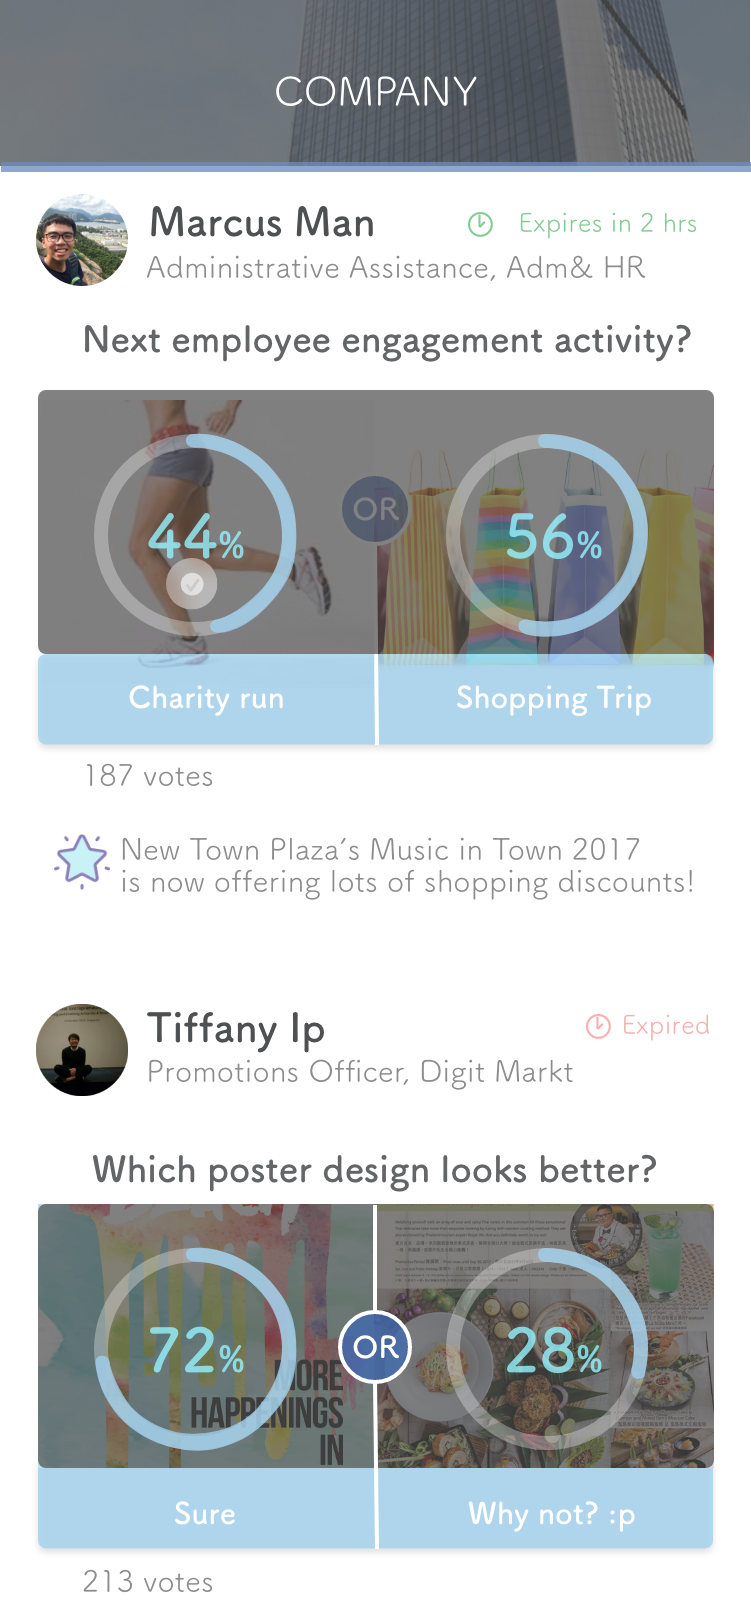 COMPANY
Marcus Man
Expires in 2 hrs
Administrative Assistance, Adm& HR
Next employee engagement activity?
44%
OR
56%
Charity run
Shopping Trip
187 votes
New Town Plaza´s Music in Town 2017
is now offering lots of shopping discounts!
Tiffany Ip
Expired
Promotions Officer, Digit Markt
Which poster design looks better?
72%
OR
28%
MORE
HAPPENINGS
IN
Sure
Why not? :p
213 votes